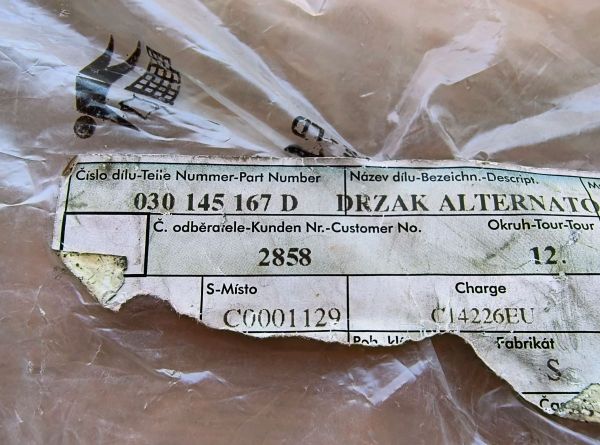 Číslo dílu-Teile Nummer-Part Number Název dílu-Bezeichn.-Descript.
030 145 167 D DRZAK ALTERNATO
Č. odběratele-Kunden Nr.-Customer No. Okruh-Tour-Tour
2858 12.
S-Místo Charge
C0001129 C14226EU
Fabrikát
S